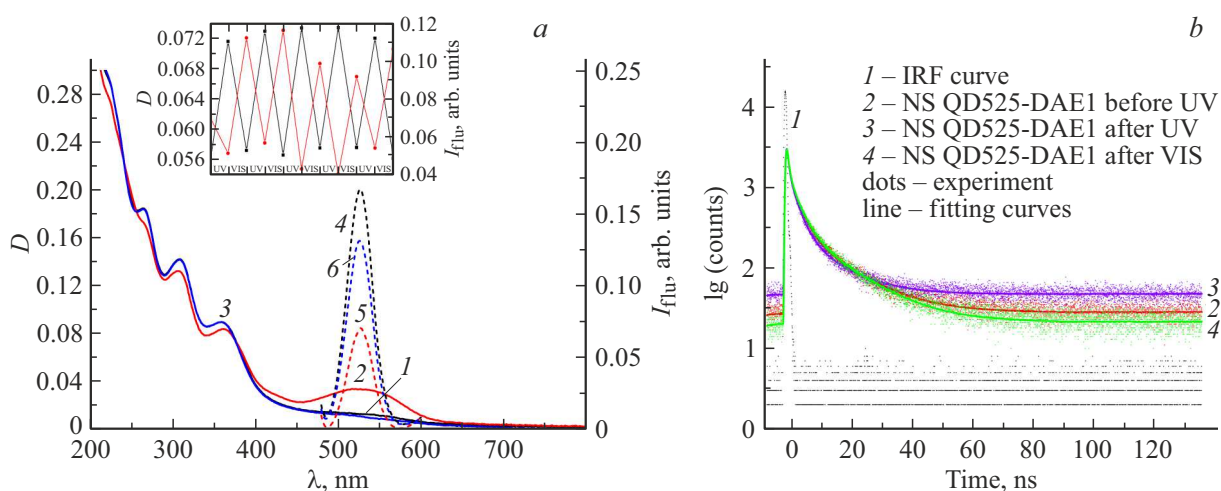 a
0.072
0.068
0.064
0.060
0.056
D
UV VIS UV VIS UV VIS UV VIS UV VIS
0.12
0.10
0.08
0.06
0.04
I_flu, arb. units
0.28
0.24
0.20
0.16
0.12
0.08
0.04
0
D
4
6
5
3
2
1
0.25
0.20
0.15
0.10
0.05
0
I_flu, arb. units
200 300 400 500 600 700
λ, nm
b
1 – IRF curve
2 – NS QD525-DAE1 before UV
3 – NS QD525-DAE1 after UV
4 – NS QD525-DAE1 after VIS
dots – experiment
line – fitting curves
1
4
3
2
1
0
lg (counts)
3
2
4
0 20 40 60 80 100 120
Time, ns